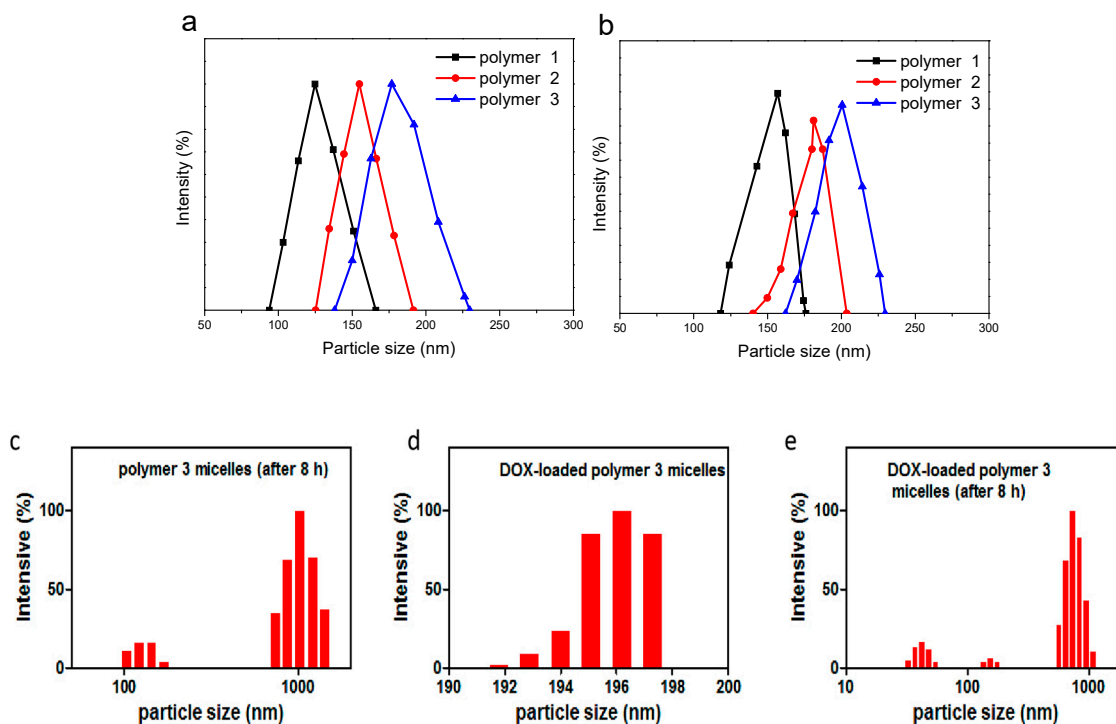 a
polymer 1
polymer 2
polymer 3
Intensity (%)
50 100 150 200 250 300
Particle size (nm)
b
polymer 1
polymer 2
polymer 3
Intensity (%)
50 100 150 200 250 300
Particle size (nm)
c
polymer 3 micelles (after 8 h)
Intensive (%)
100
50
0
100 1000
particle size (nm)
d
DOX-loaded polymer 3 micelles
Intensive (%)
100
50
0
190 192 194 196 198 200
particle size (nm)
e
DOX-loaded polymer 3
micelles (after 8 h)
Intensive (%)
100
50
0
10 100 1000
particle size (nm)